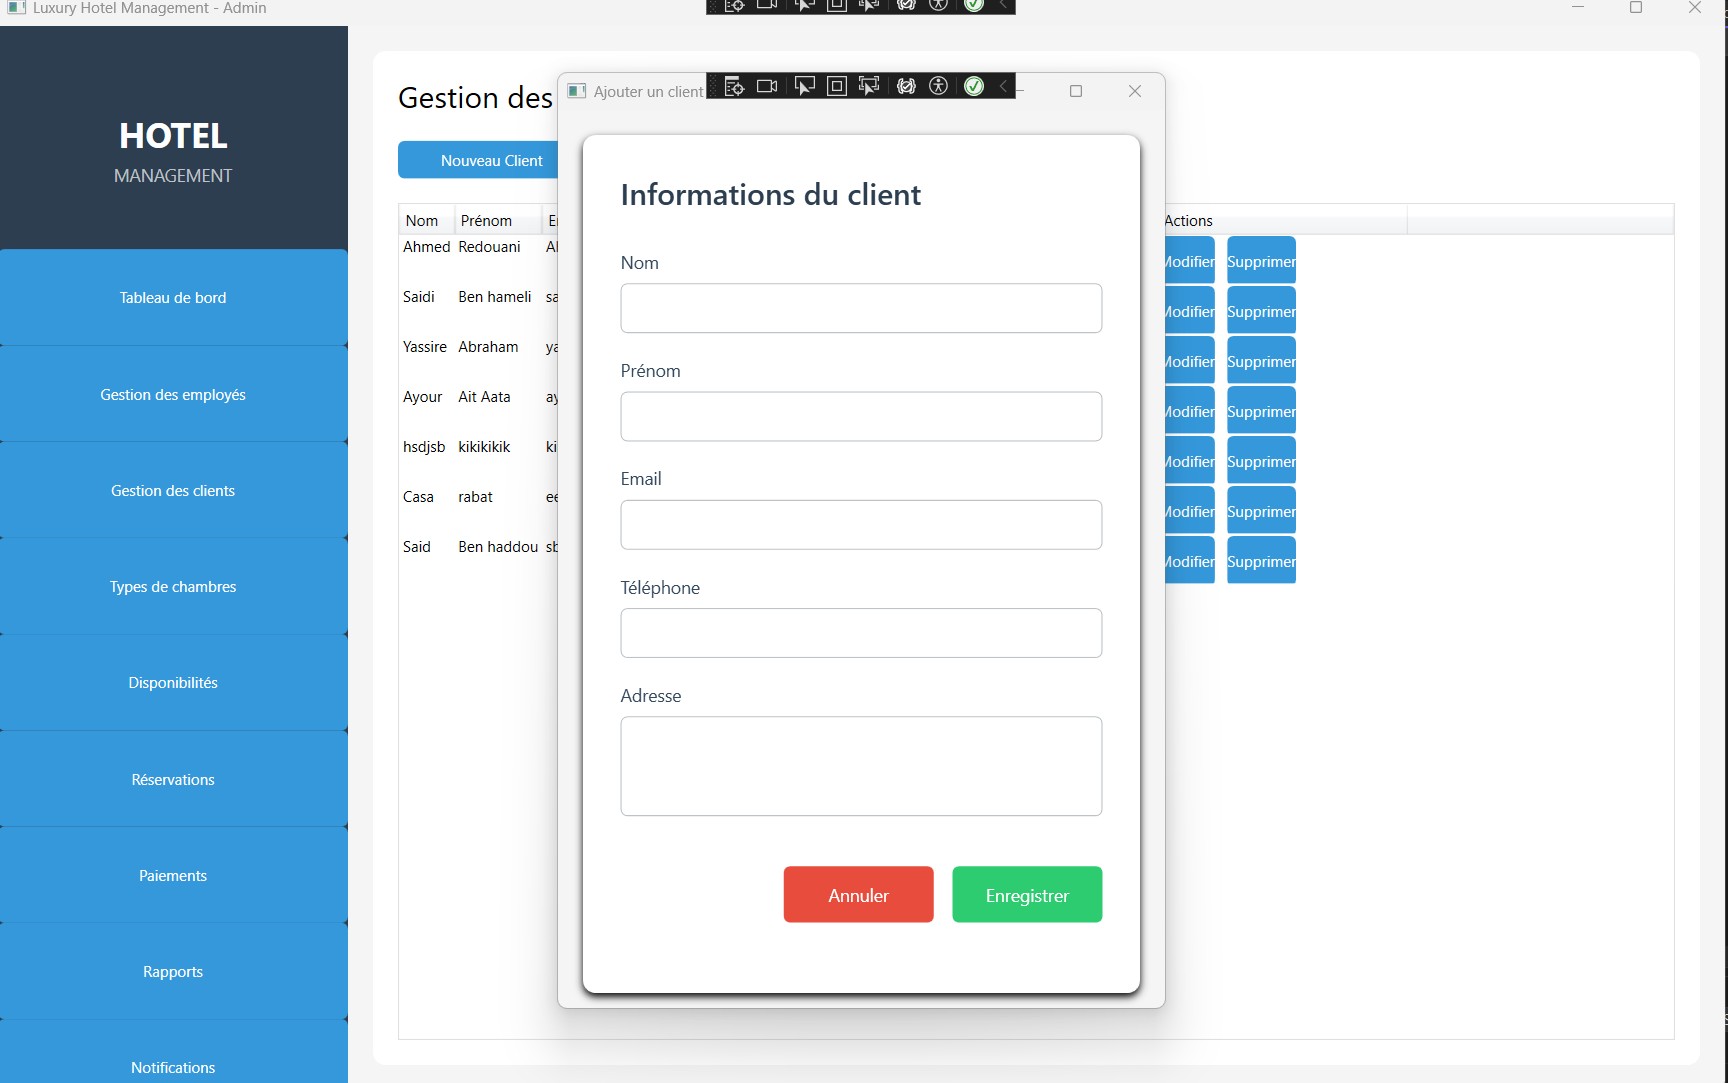 Luxury Hotel Management - Admin
HOTEL
MANAGEMENT
Tableau de bord
Gestion des employés
Gestion des clients
Types de chambres
Disponibilités
Réservations
Paiements
Rapports
Notifications
Gestion des
Nouveau Client
Nom Prénom Actions
Ahmed Redouani Modifier Supprimer
Saidi Ben hameli sa Modifier Supprimer
Yassire Abraham ya Modifier Supprimer
Ayour Ait Aata ay Modifier Supprimer
hsdjsb kikikikik ki Modifier Supprimer
Casa rabat ee Modifier Supprimer
Said Ben haddou sb Modifier Supprimer
Ajouter un client
Informations du client
Nom
Prénom
Email
Téléphone
Adresse
Annuler Enregistrer